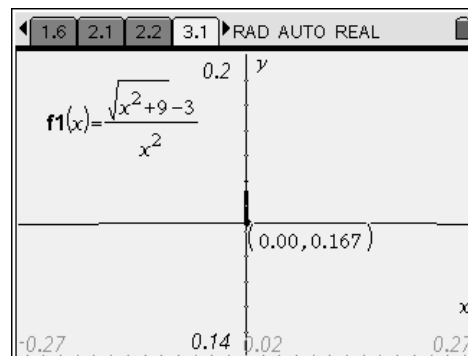 1.6 2.1 2.2 3.1 RAD AUTO REAL
0.2 y
f1(x)=√x²+9-3
x²
(0.00,0.167)
x
-0.27 0.14 0.02 0.27